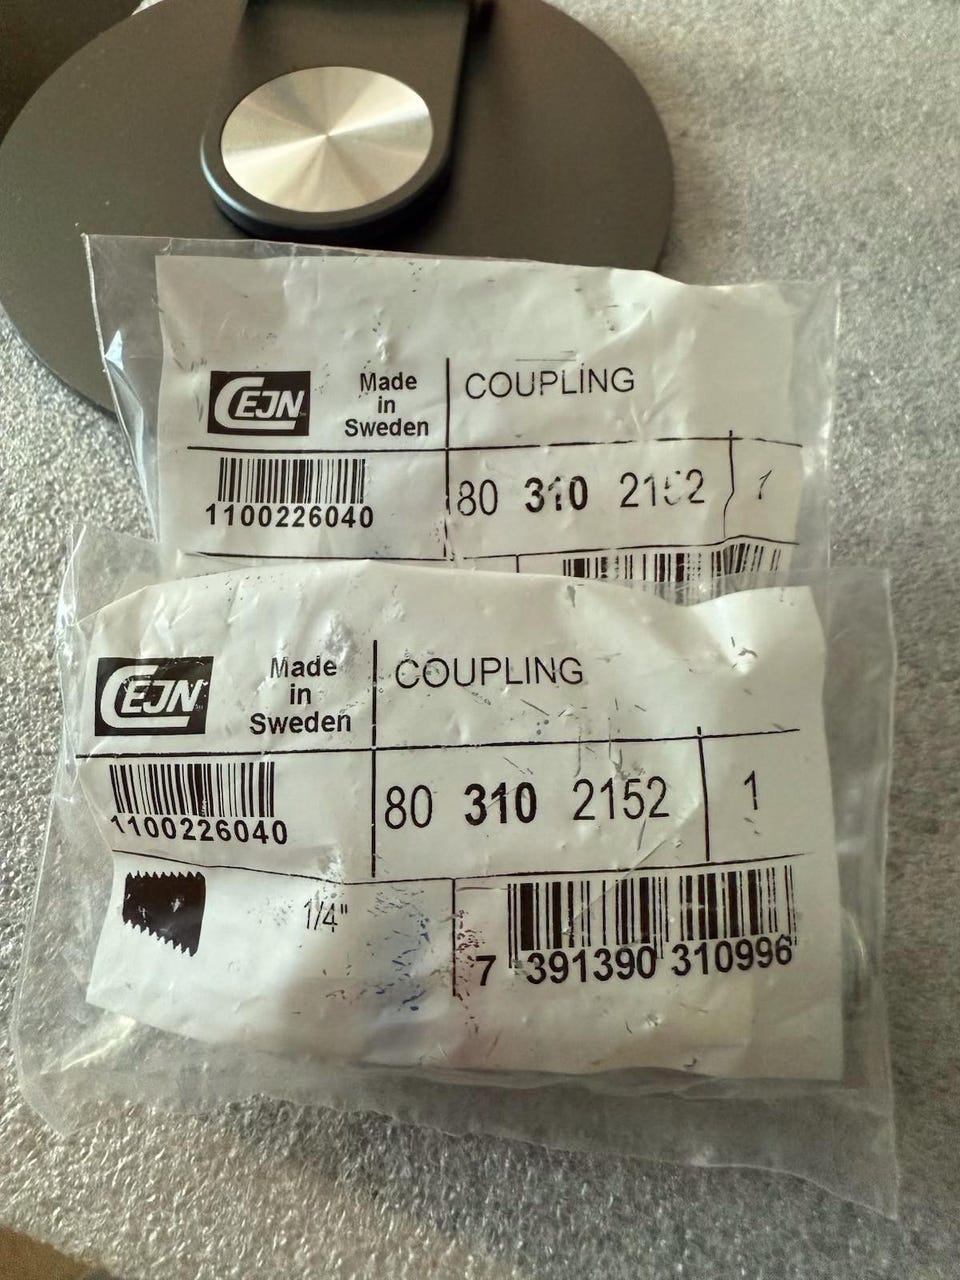 CEJN
Made
in
Sweden
COUPLING
1100226040
80 310 2152
1
CEJN
Made
in
Sweden
COUPLING
1100226040
80 310 2152
1
1/4"
7 391390 310996